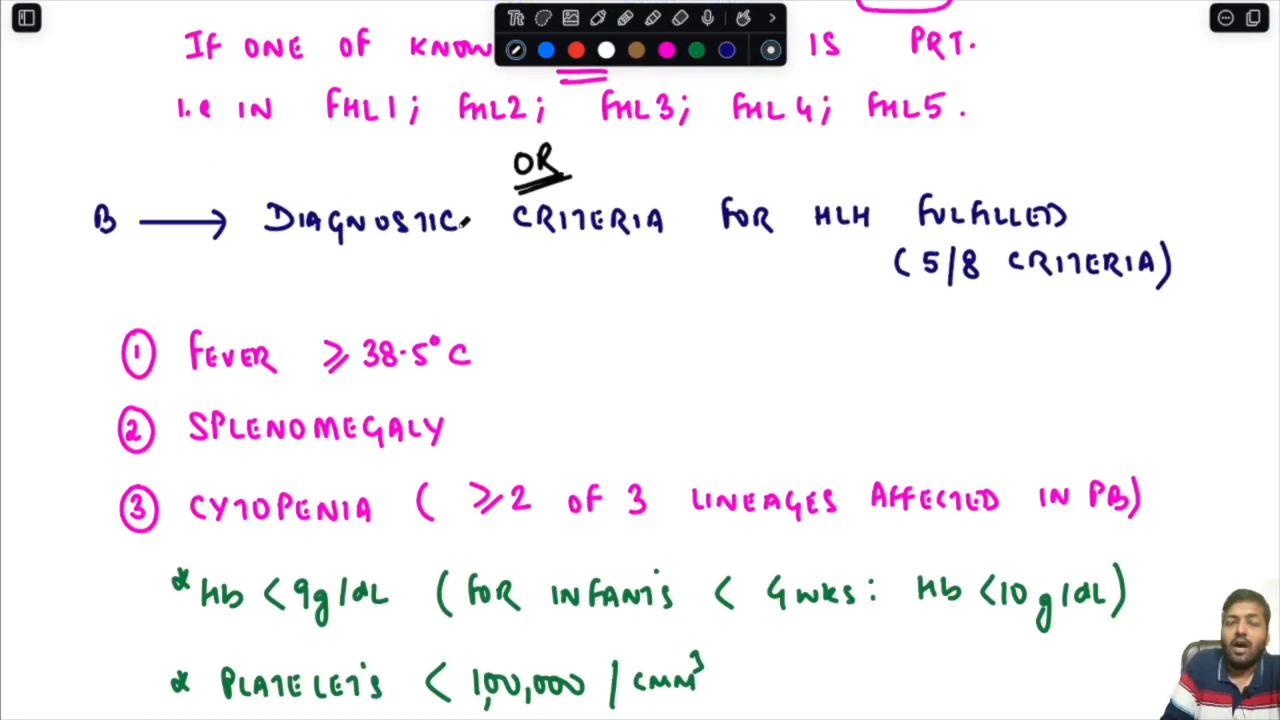 IF ONE OF KNOW IS PRT.
i.e IN FHL1; FHL2; FHL3; FHL4; FHL5.
OR
B → DIAGNOSTIC CRITERIA FOR HLH FULFILLED
(5/8 CRITERIA)
① FEVER ≥ 38.5°C
② SPLENOMEGALY
③ CYTOPENIA (≥2 OF 3 LINEAGES AFFECTED IN PB)
* Hb < 9g/dL (FOR INFANTS < 4WKS: Hb <10g/dL)
* PLATELETS < 1,00,000 / CMM³